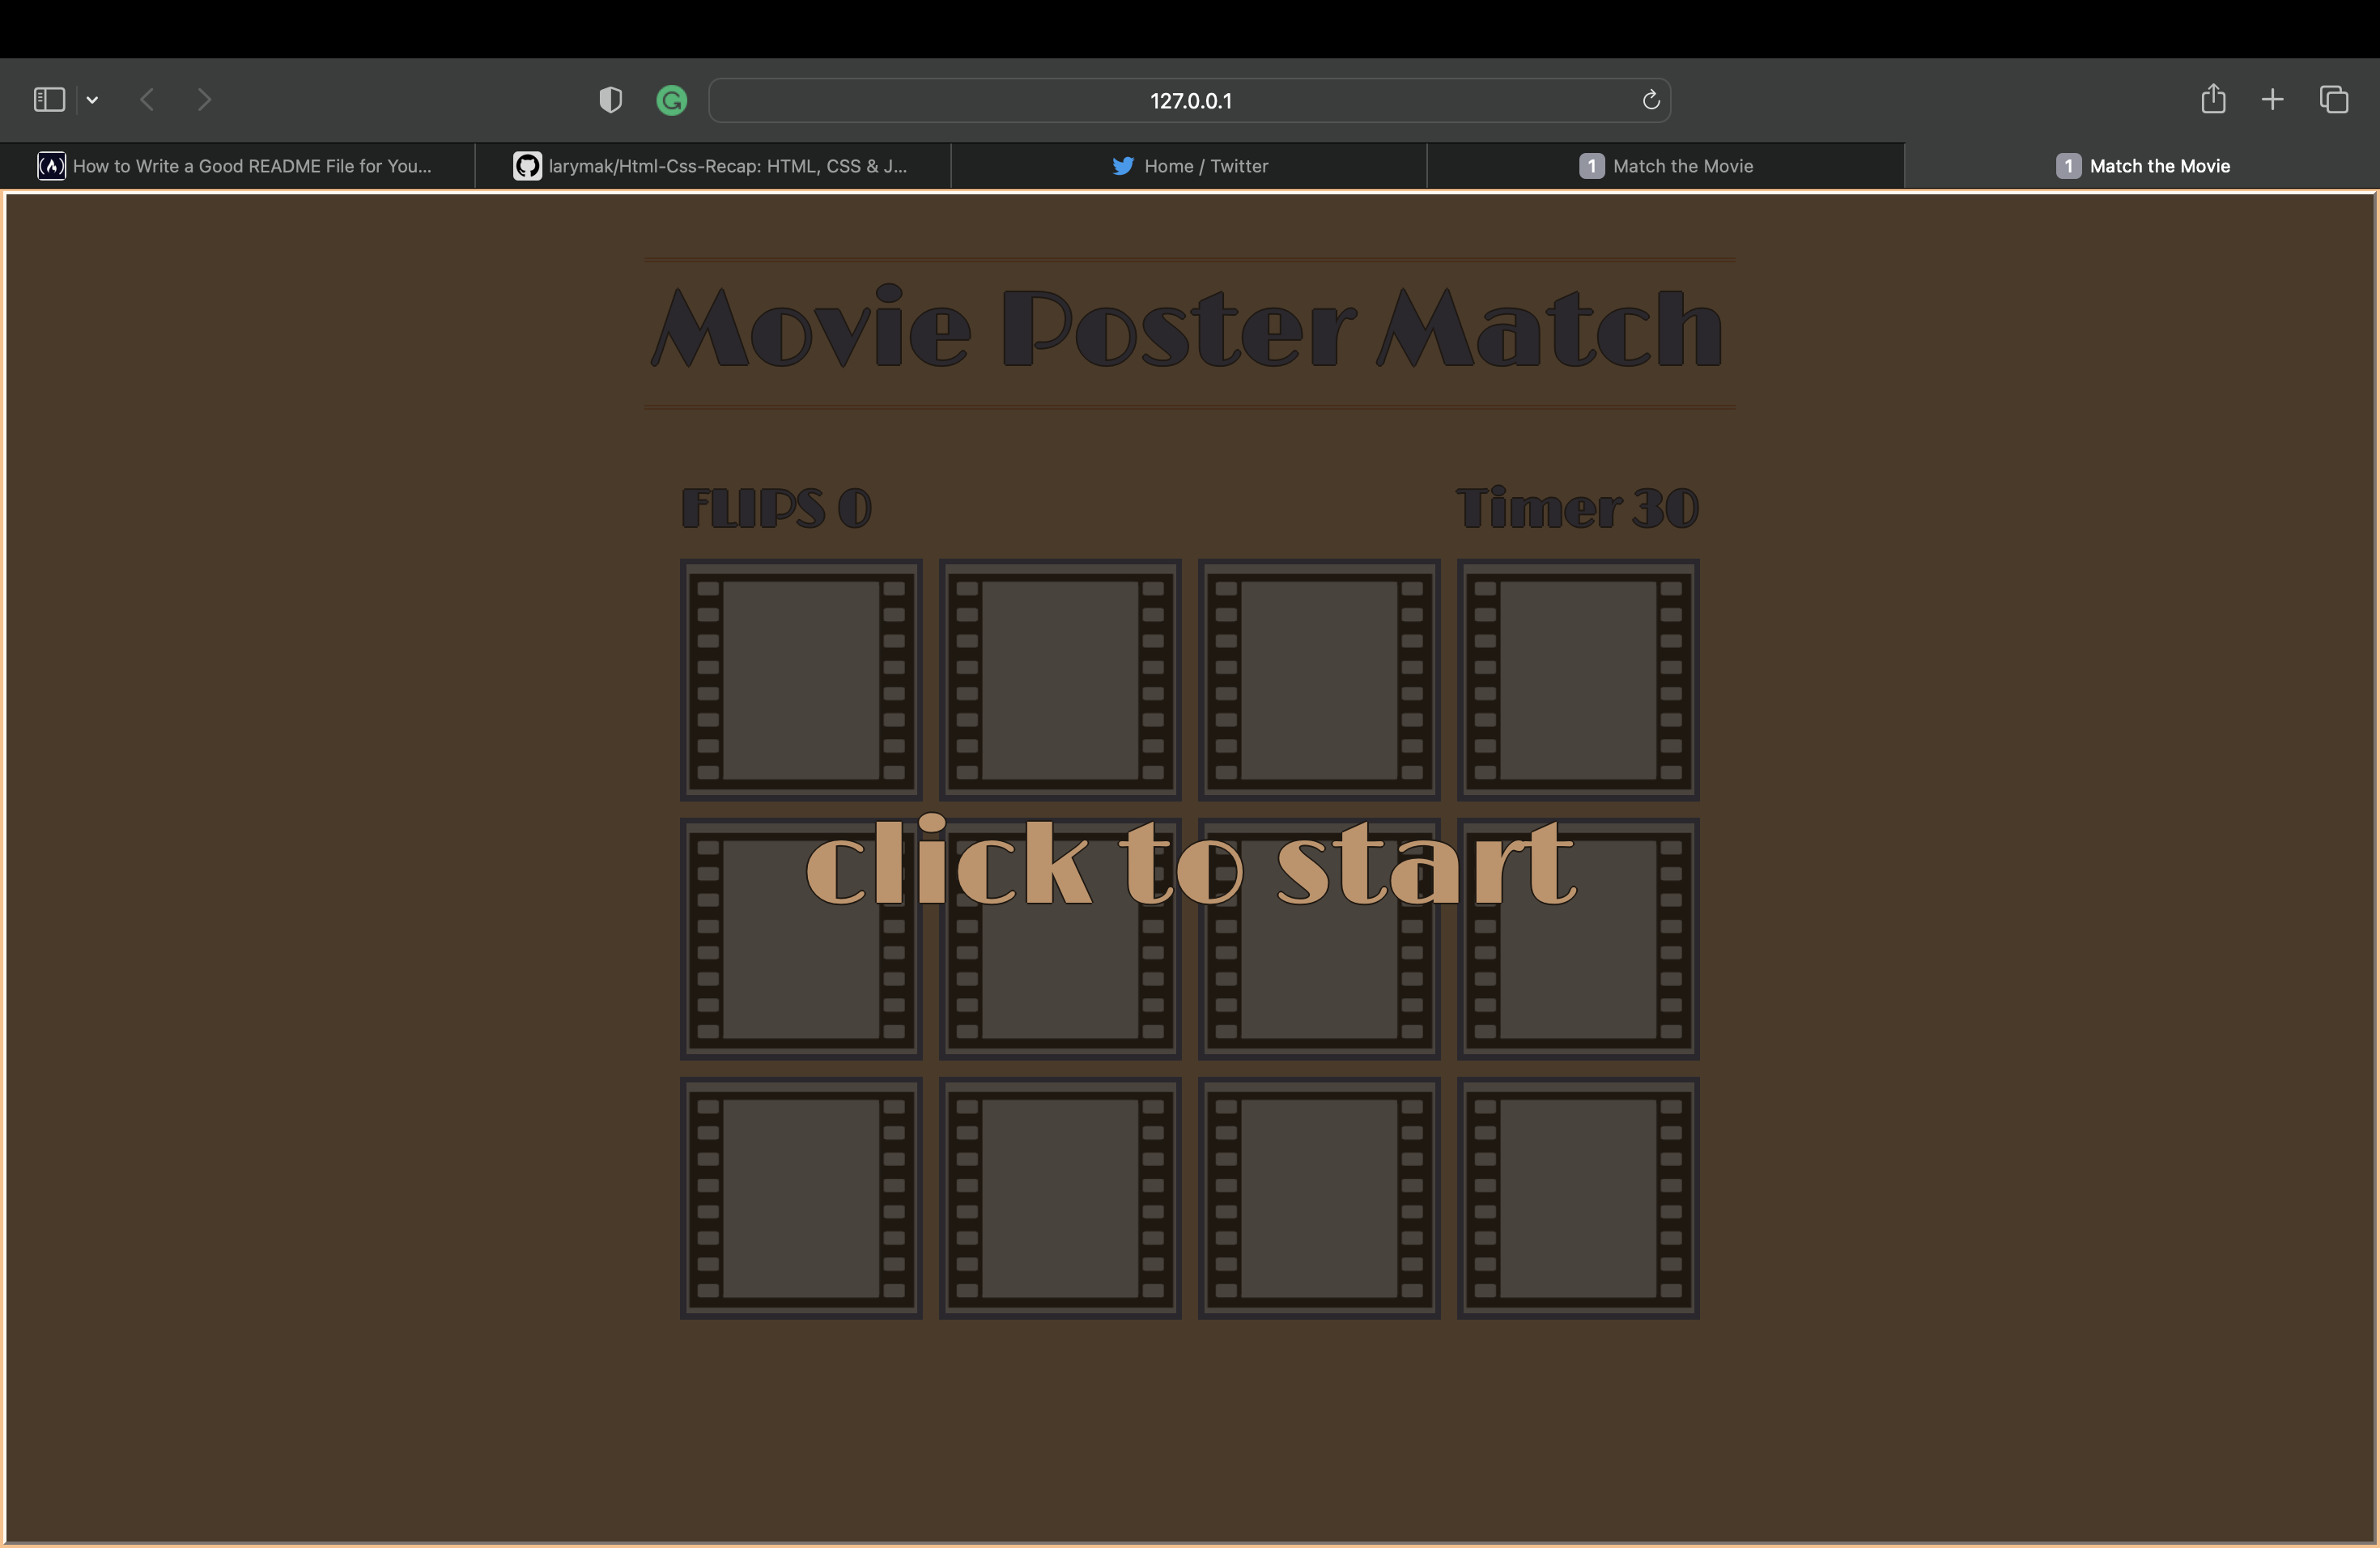 127.0.0.1
How to Write a Good README File for You...
larymak/Html-Css-Recap: HTML, CSS & J...
Home / Twitter
1 Match the Movie
1 Match the Movie
Movie Poster Match
FLIPS 0
Timer 30
click to start